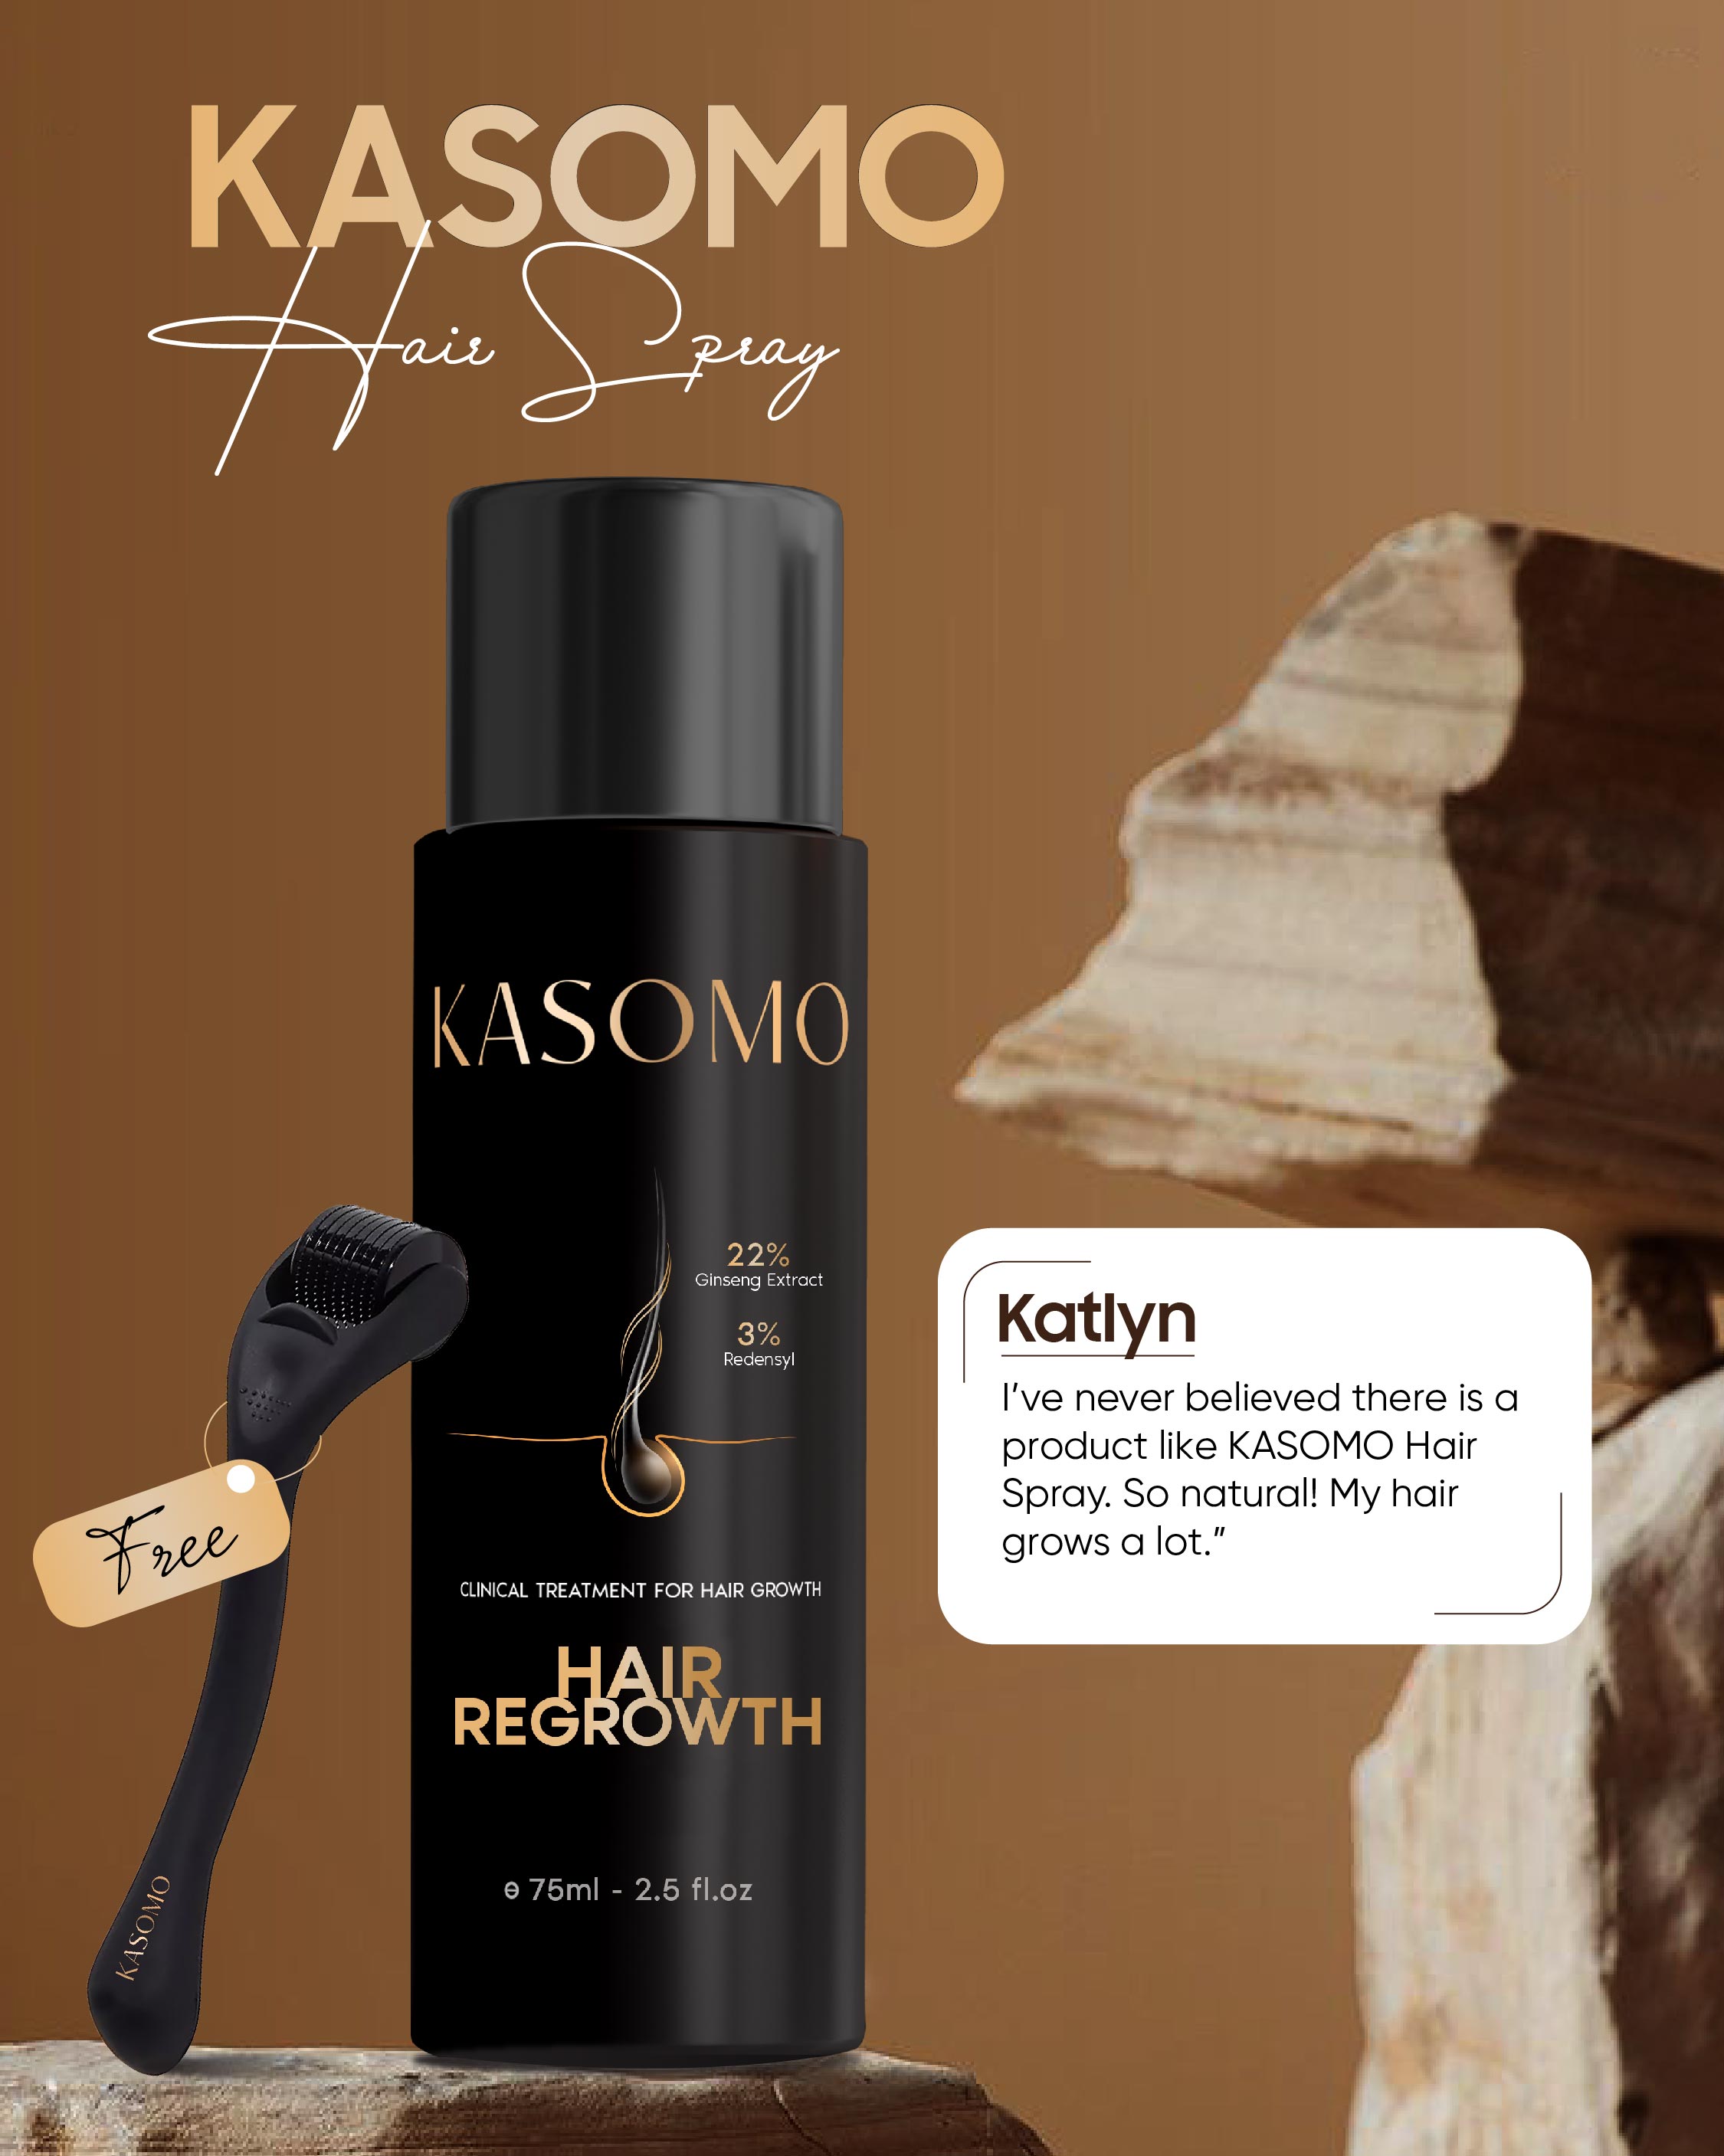 KASOMO
Hair Spray
KASOMO
22%
Ginseng Extract
3%
Redensyl
CLINICAL TREATMENT FOR HAIR GROWTH
HAIR
REGROWTH
℮ 75ml - 2.5 fl.oz
Free
KASOMO
Katlyn
I’ve never believed there is a
product like KASOMO Hair
Spray. So natural! My hair
grows a lot.”